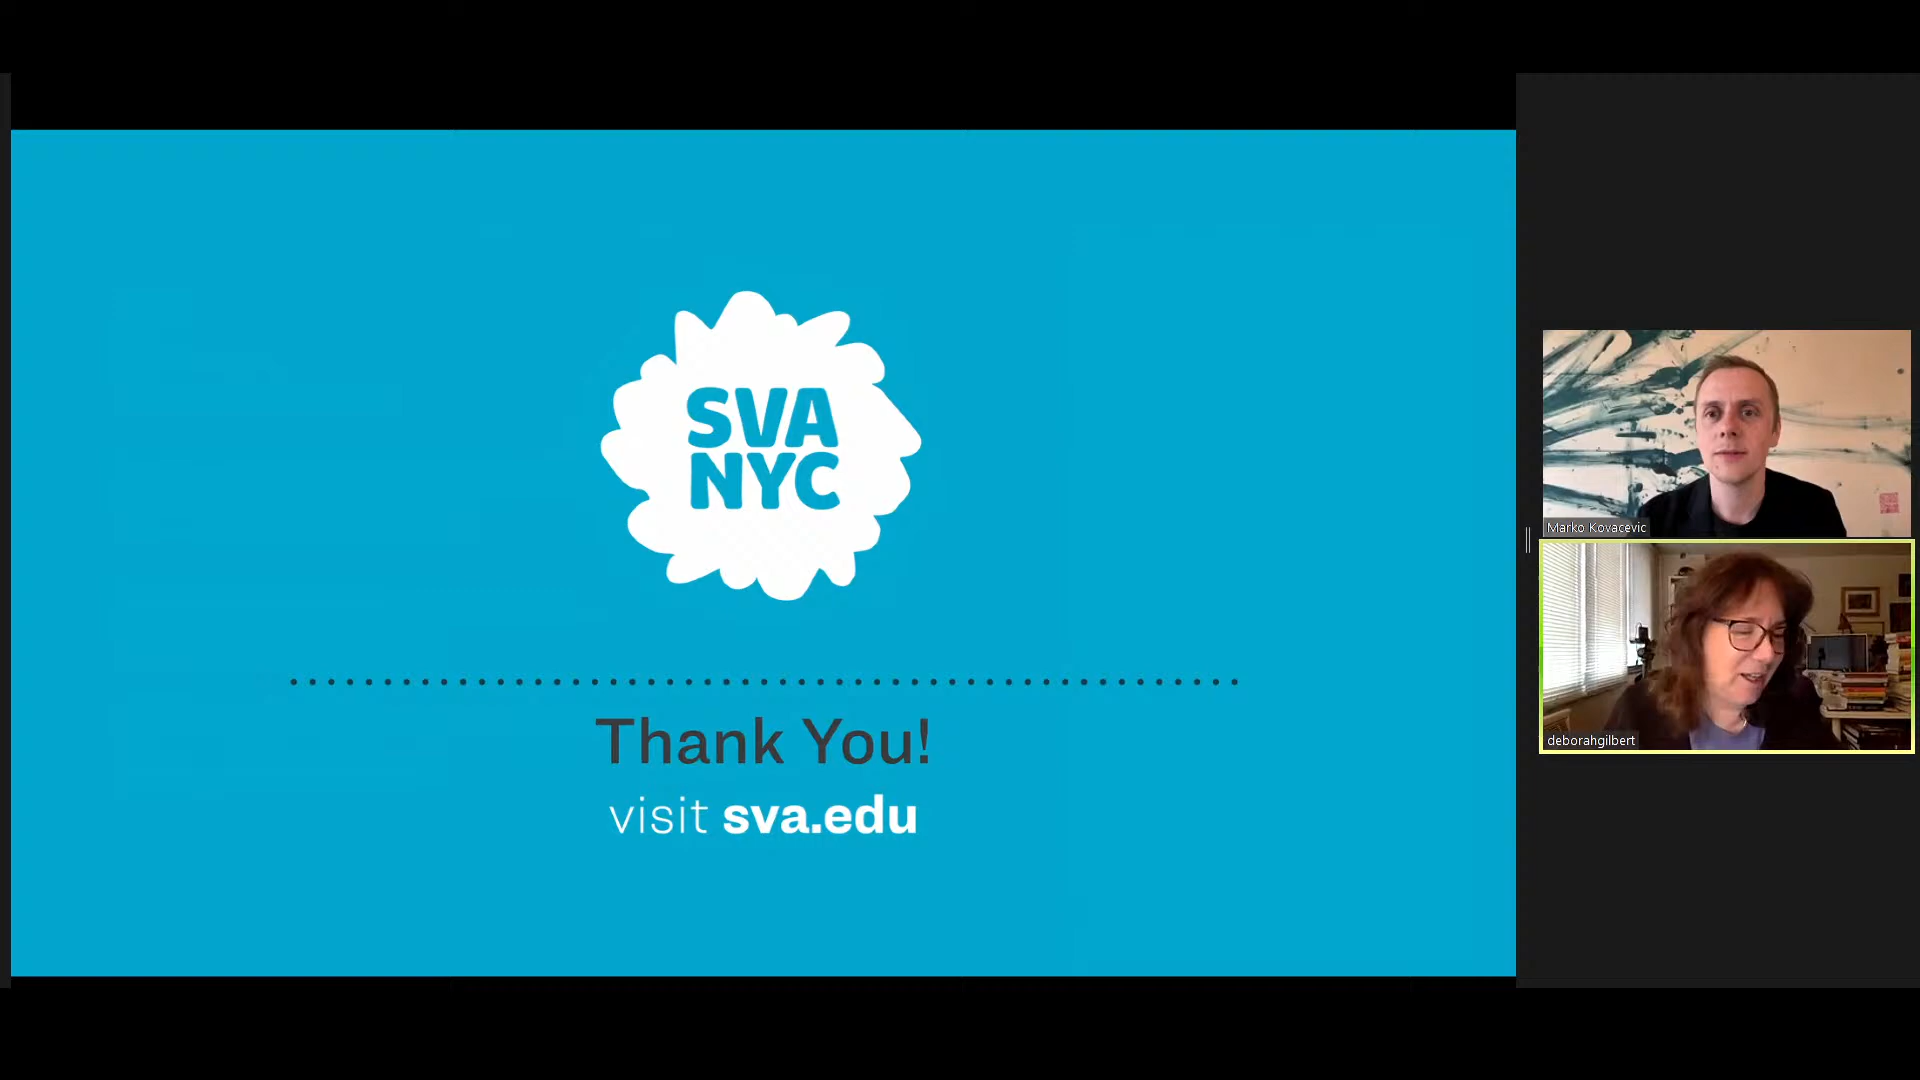 SVA
NYC
Thank You!
visit sva.edu
Marko Kovacevic
deborahgilbert